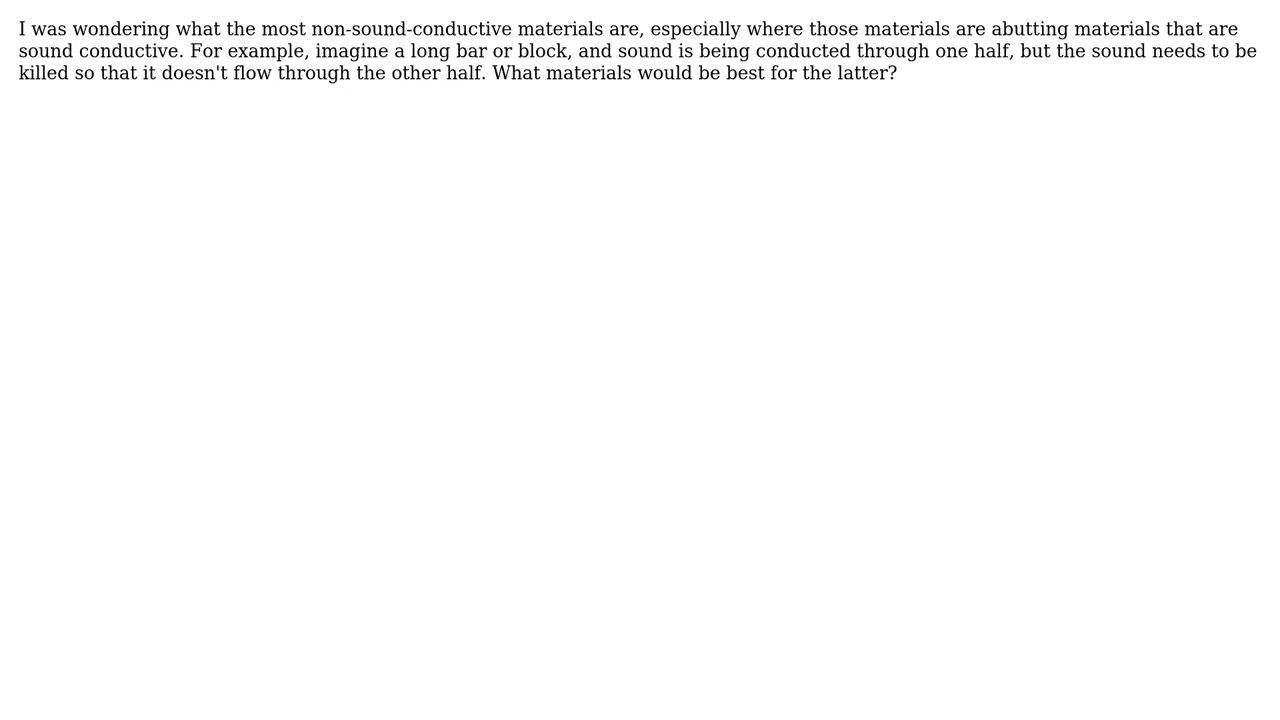 I was wondering what the most non-sound-conductive materials are, especially where those materials are abutting materials that are
sound conductive. For example, imagine a long bar or block, and sound is being conducted through one half, but the sound needs to be
killed so that it doesn't flow through the other half. What materials would be best for the latter?